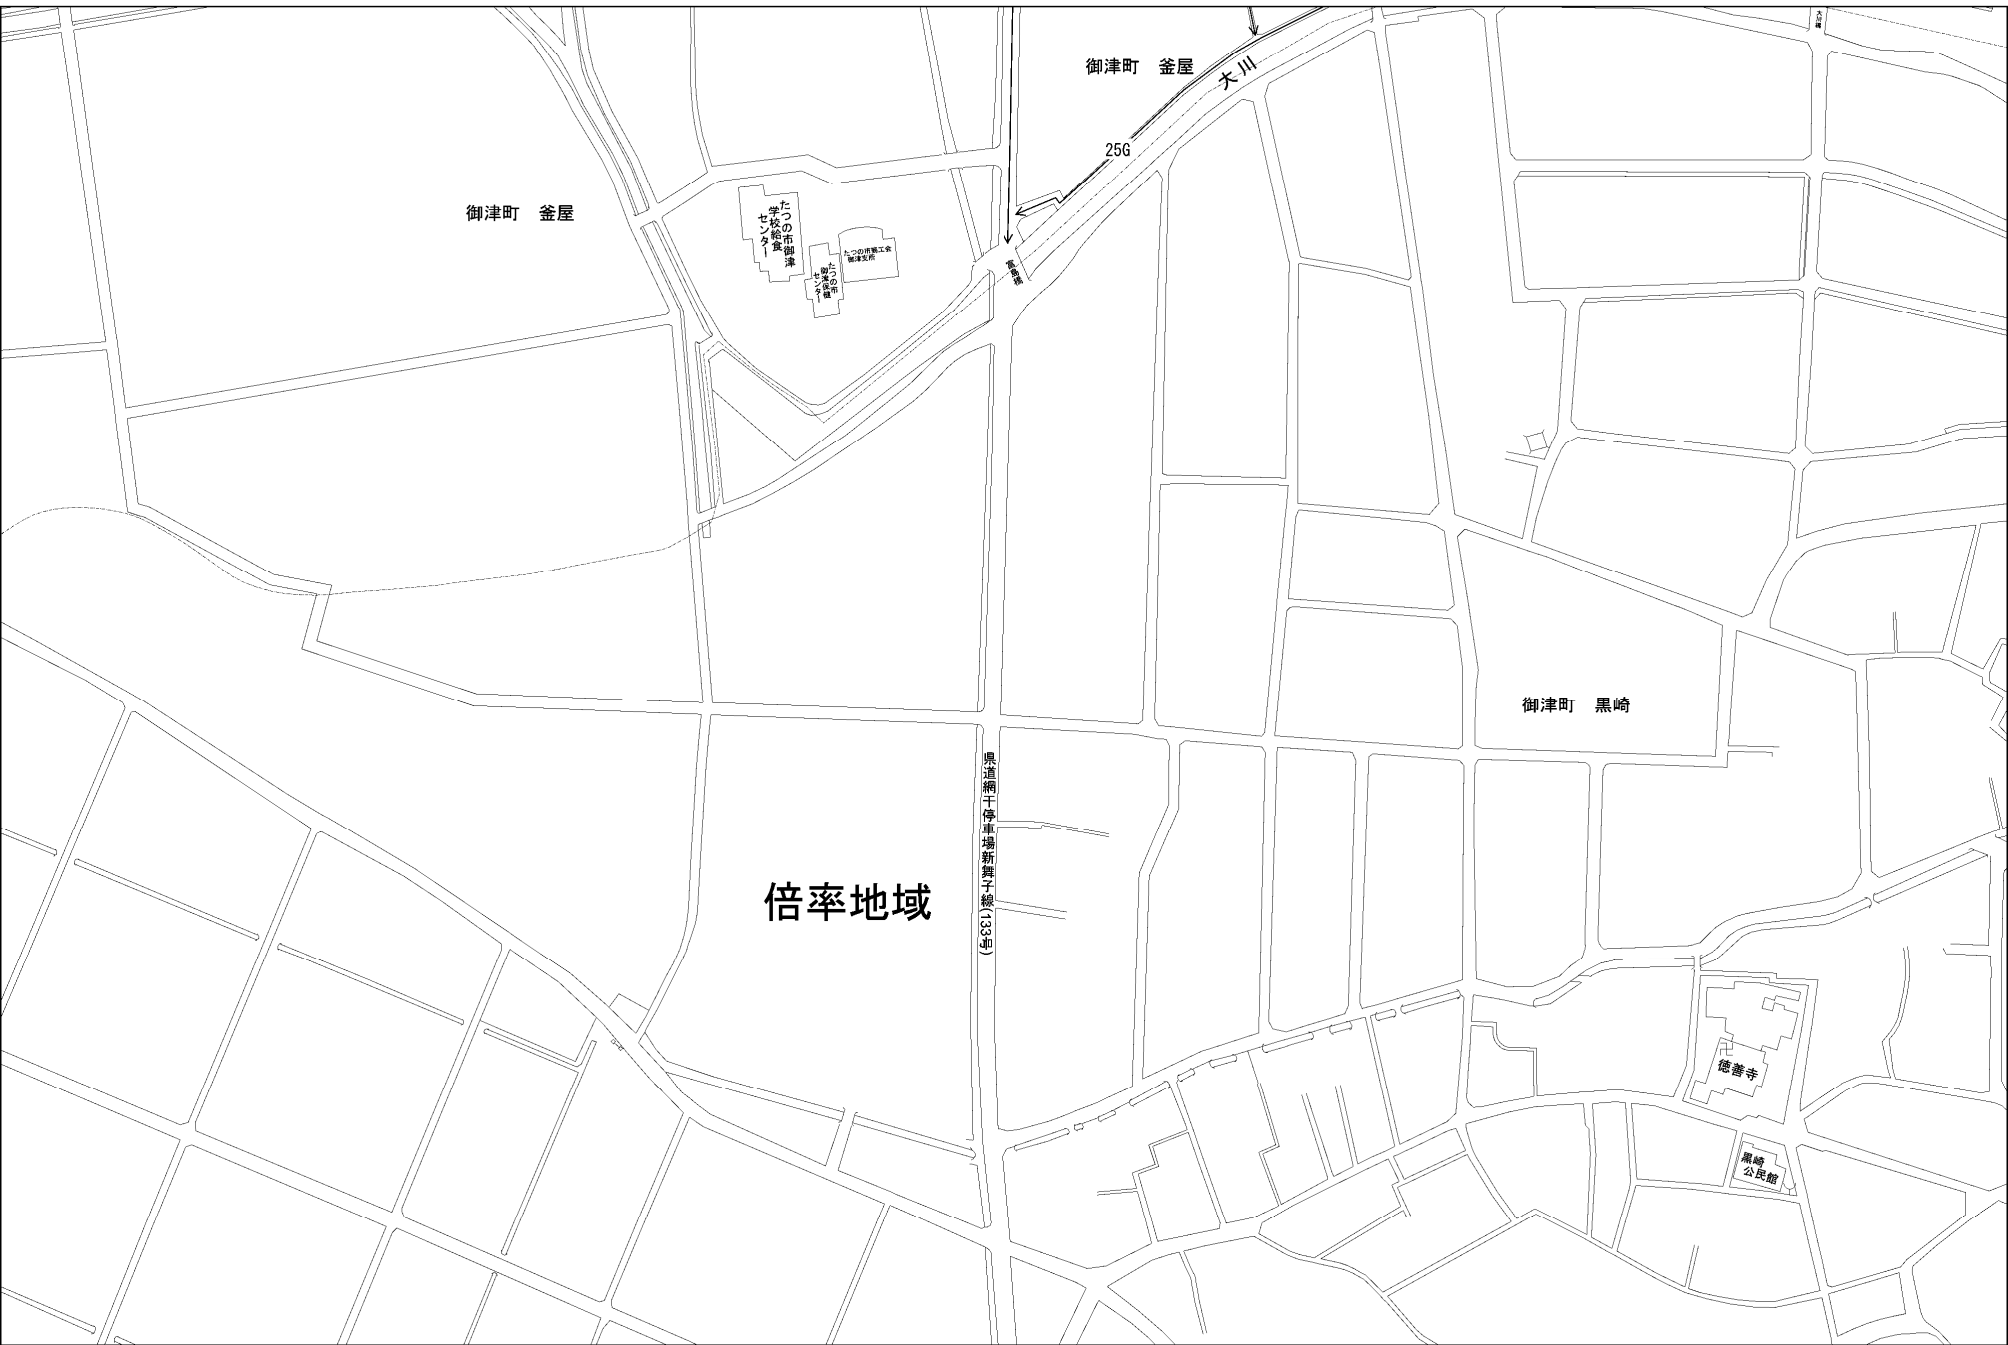 大川橋
御津町　釜屋
大川
25G
御津町　釜屋
たつの市御津
学校給食
センター
たつの市
御津保健
センター
たつの市商工会
御津支所
富島橋
御津町　黒崎
県道網干停車場新舞子線(133号)
倍率地域
徳善寺
黒崎
公民館